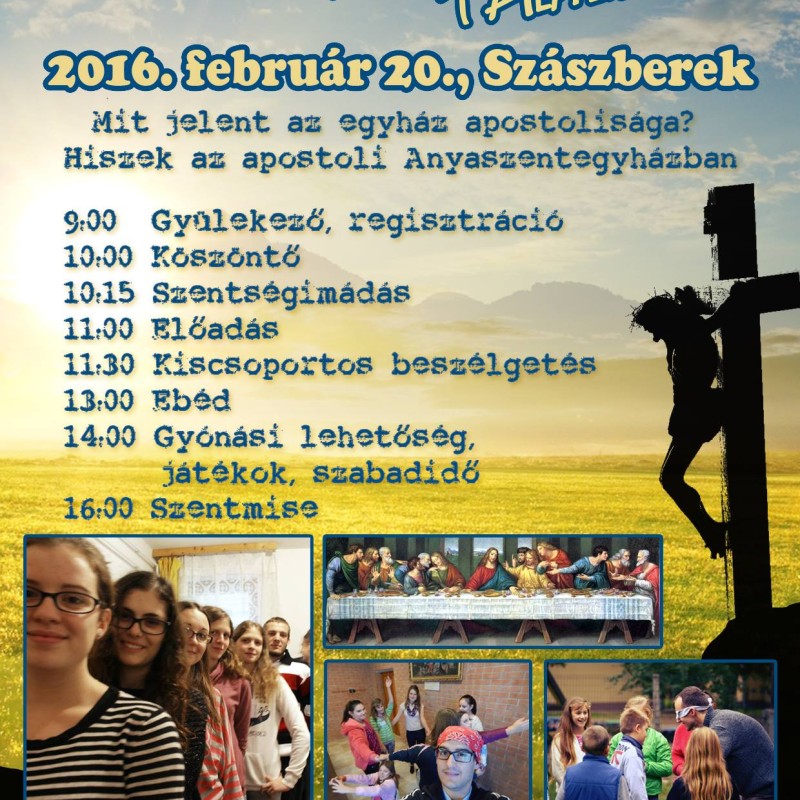 2016. február 20., Szászberek
Mit jelent az egyház apostolisága?
Hiszek az apostoli Anyaszentegyházban
9:00 Gyülekező, regisztráció
10:00 Köszöntő
10:15 Szentségimádás
11:00 Előadás
11:30 Kiscsoportos beszélgetés
13:00 Ebéd
14:00 Gyónási lehetőség,
játékok, szabadidő
16:00 Szentmise